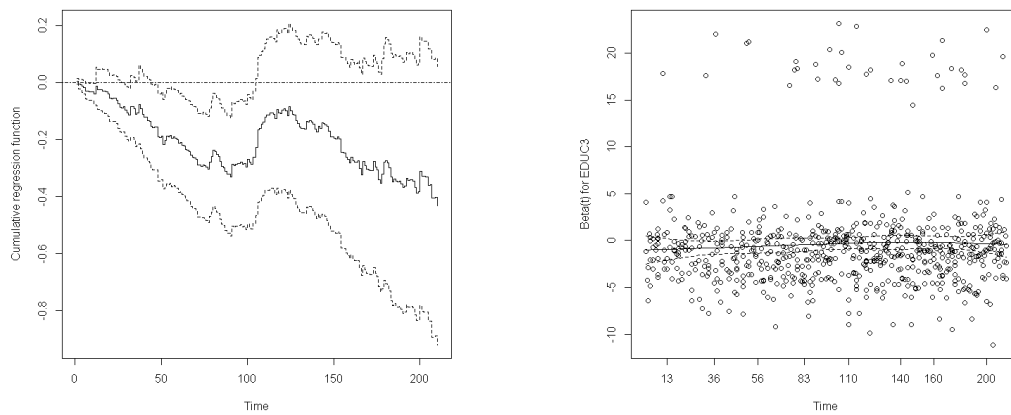 Cumulative regression function
0.2
0.0
-0.2
-0.4
-0.6
-0.8
0 50 100 150 200
Time
Beta(t) for EDUC3
20
15
10
5
0
-5
-10
13 36 56 83 110 140 160 200
Time